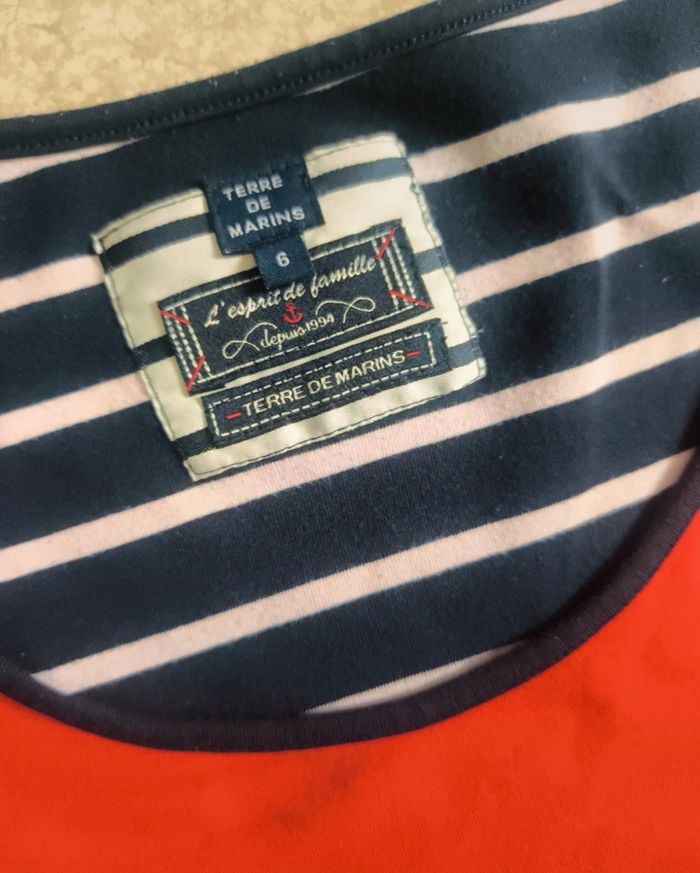 TERRE
DE
MARINS
6
L'esprit de famille
depuis 1994
TERRE DE MARINS